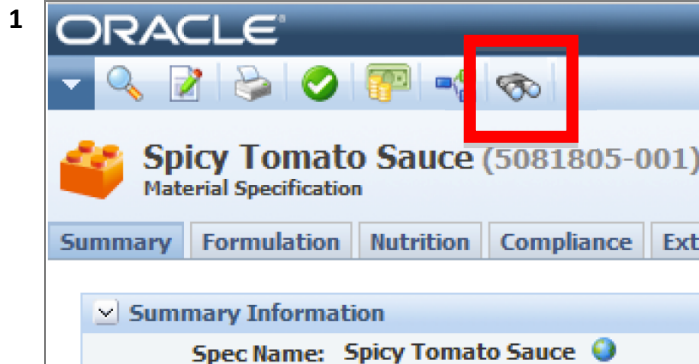 1
ORACLE®
Spicy Tomato Sauce (5081805-001)
Material Specification
Summary Formulation Nutrition Compliance Ext
Summary Information
Spec Name: Spicy Tomato Sauce